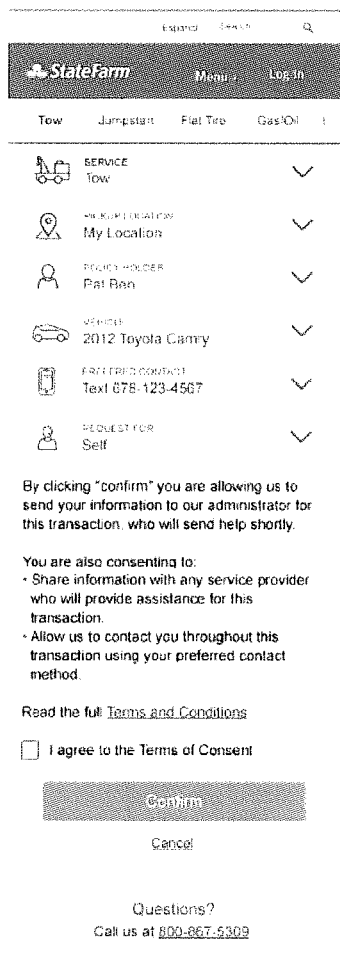 Español Search
StateFarm Menu Log In
Tow Jumpstart Flat Tire Gas/Oil
SERVICE
Tow
PICKUP LOCATION
My Location
POLICY HOLDER
Pat Ben
VEHICLE
2012 Toyota Camry
PREFERRED CONTACT
Text 678-123-4567
REQUEST FOR
Self
By clicking "confirm" you are allowing us to
send your information to our administrator for
this transaction, who will send help shortly.
You are also consenting to:
• Share information with any service provider
who will provide assistance for this
transaction.
• Allow us to contact you throughout this
transaction using your preferred contact
method.
Read the full Terms and Conditions
I agree to the Terms of Consent
Confirm
Cancel
Questions?
Call us at 800-867-5309